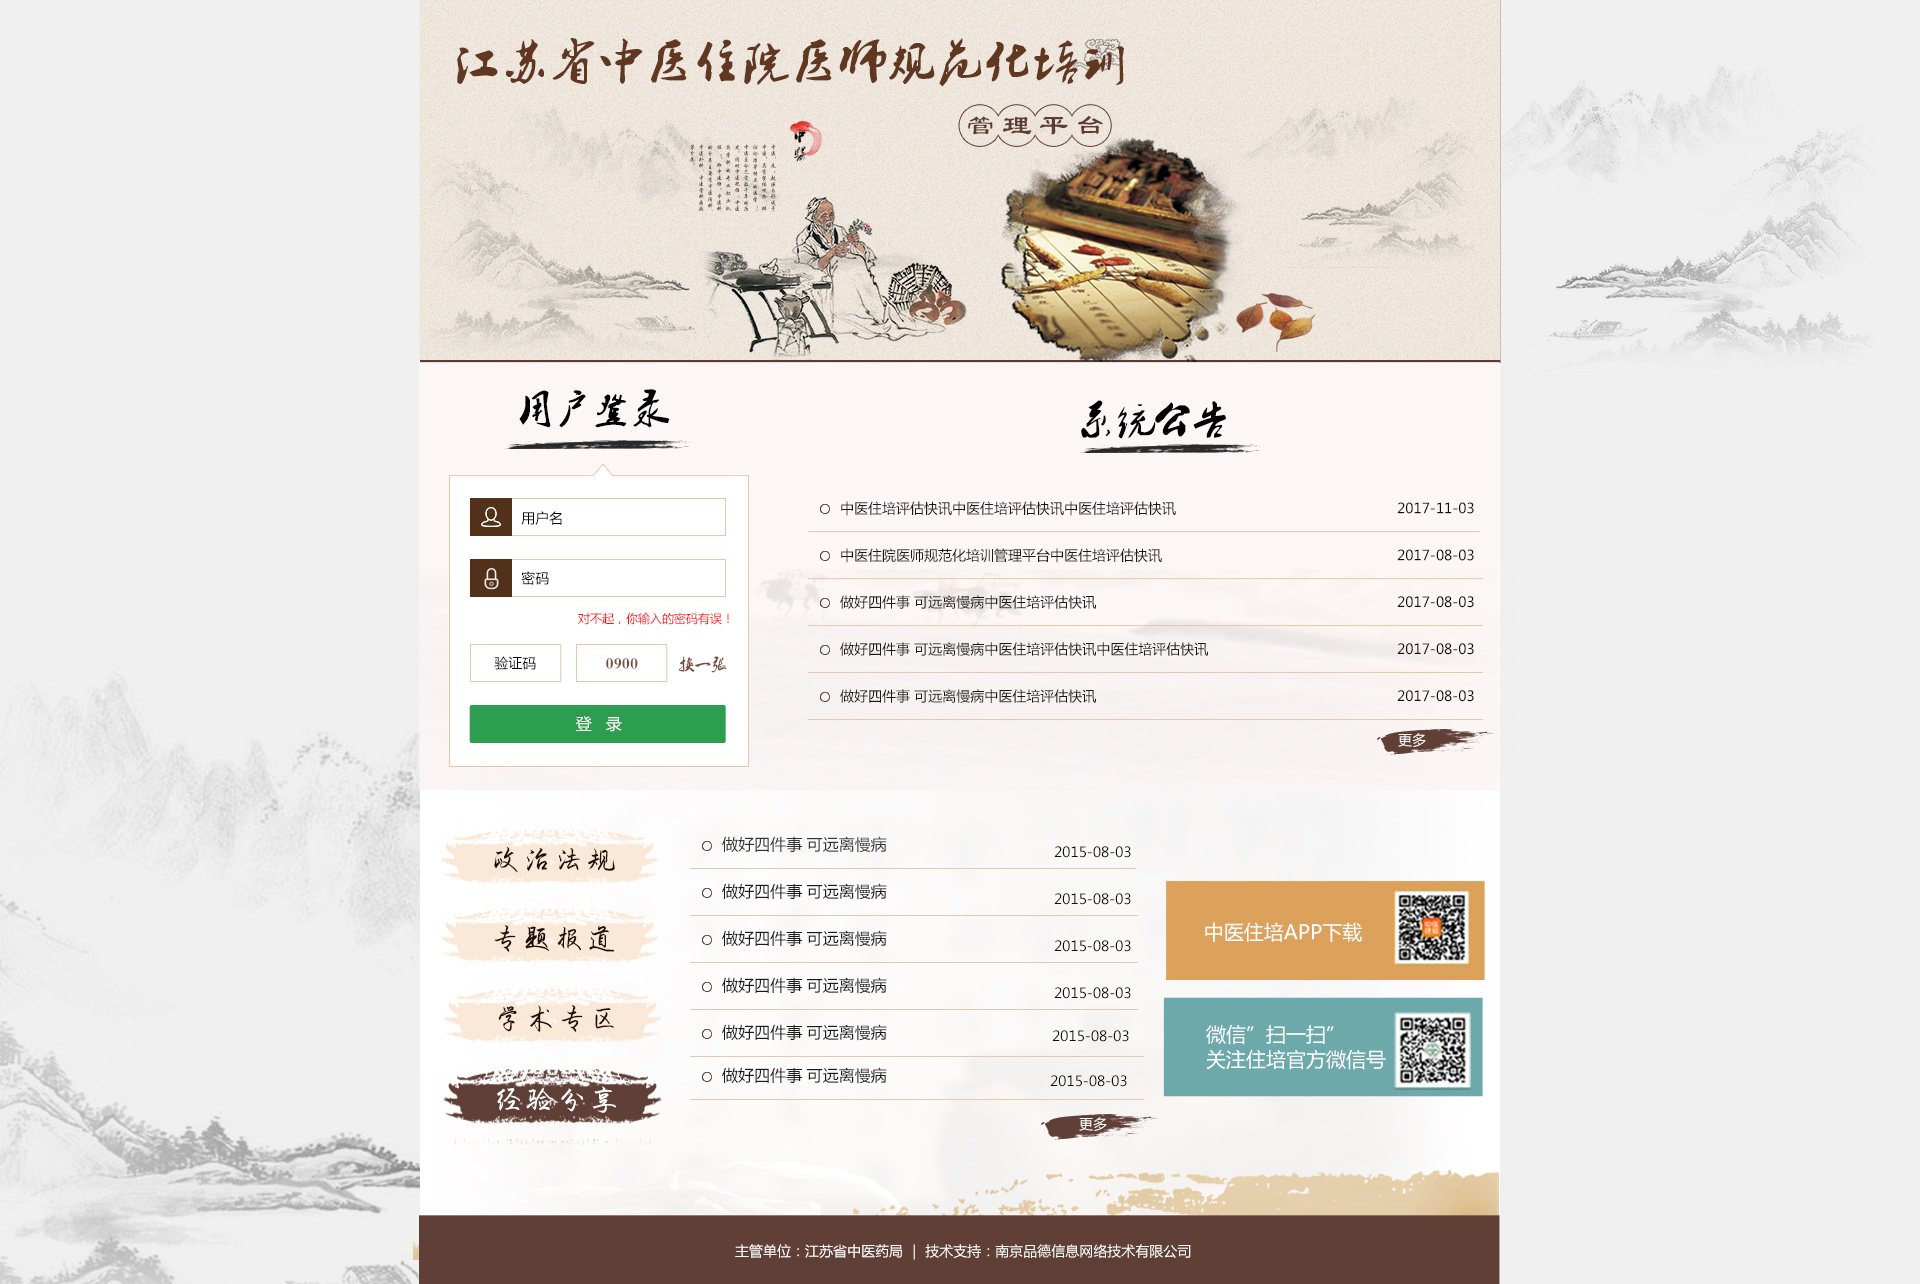 江苏省中医住院医师规范化培训
管理平台
中医
用户登录
系统公告
用户名
密码
对不起，你输入的密码有误！
验证码
0900
换一张
登 录
中医住培评估快讯中医住培评估快讯中医住培评估快讯 2017-11-03
中医住院医师规范化培训管理平台中医住培评估快讯 2017-08-03
做好四件事 可远离慢病中医住培评估快讯 2017-08-03
做好四件事 可远离慢病中医住培评估快讯中医住培评估快讯 2017-08-03
做好四件事 可远离慢病中医住培评估快讯 2017-08-03
更多
政治法规
专题报道
学术专区
经验分享
做好四件事 可远离慢病 2015-08-03
做好四件事 可远离慢病 2015-08-03
做好四件事 可远离慢病 2015-08-03
做好四件事 可远离慢病 2015-08-03
做好四件事 可远离慢病 2015-08-03
做好四件事 可远离慢病 2015-08-03
更多
中医住培APP下载
微信”扫一扫”
关注住培官方微信号
主管单位：江苏省中医药局 ｜ 技术支持：南京品德信息网络技术有限公司